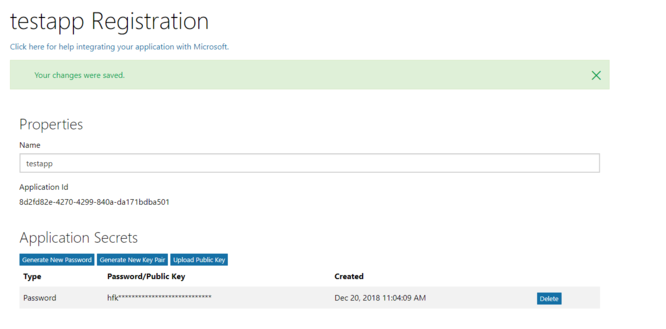 testapp Registration
Click here for help integrating your application with Microsoft.
Your changes were saved.
Properties
Name
testapp
Application Id
8d2fd82e-4270-4299-840a-da171bdba501
Application Secrets
Generate New Password Generate New Key Pair Upload Public Key
Type Password/Public Key Created
Password hfk**************************** Dec 20, 2018 11:04:09 AM Delete